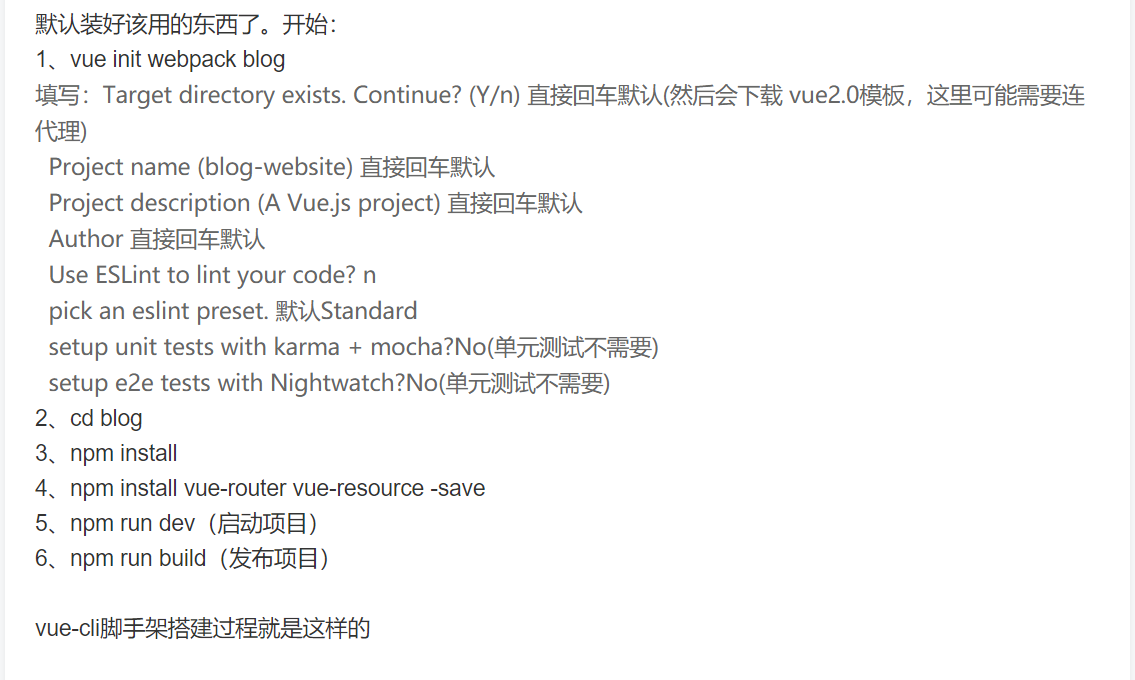 默认装好该用的东西了。开始：
1、vue init webpack blog
填写：Target directory exists. Continue? (Y/n) 直接回车默认(然后会下载 vue2.0模板，这里可能需要连
代理)
Project name (blog-website) 直接回车默认
Project description (A Vue.js project) 直接回车默认
Author 直接回车默认
Use ESLint to lint your code? n
pick an eslint preset. 默认Standard
setup unit tests with karma + mocha?No(单元测试不需要)
setup e2e tests with Nightwatch?No(单元测试不需要)
2、cd blog
3、npm install
4、npm install vue-router vue-resource -save
5、npm run dev（启动项目）
6、npm run build（发布项目）
vue-cli脚手架搭建过程就是这样的